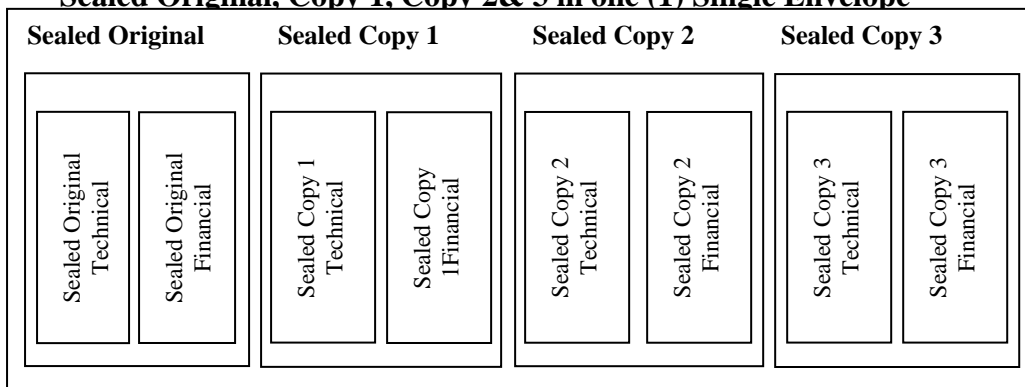 Sealed Original, Copy 1, Copy 2& 3 in one (1) Single Envelope
Sealed Original
Sealed Copy 1
Sealed Copy 2
Sealed Copy 3
Sealed Original
Technical
Sealed Original
Financial
Sealed Copy 1
Technical
Sealed Copy
1Financial
Sealed Copy 2
Technical
Sealed Copy 2
Financial
Sealed Copy 3
Technical
Sealed Copy 3
Financial